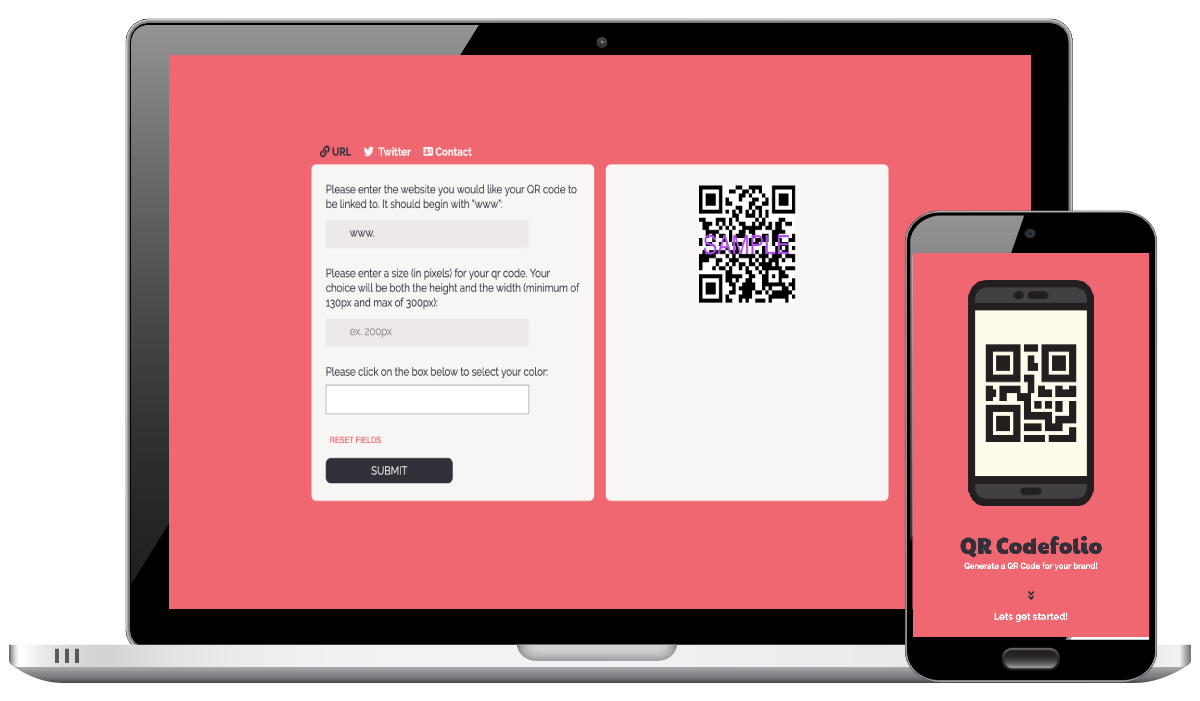 URL Twitter Contact
Please enter the website you would like your QR code to
be linked to. It should begin with "www":
www.
Please enter a size (in pixels) for your qr code. Your
choice will be both the height and the width (minimum of
130px and max of 300px):
ex. 200px
Please click on the box below to select your color:
RESET FIELDS
SUBMIT
SAMPLE
QR Codefolio
Generate a QR Code for your brand!
Lets get started!